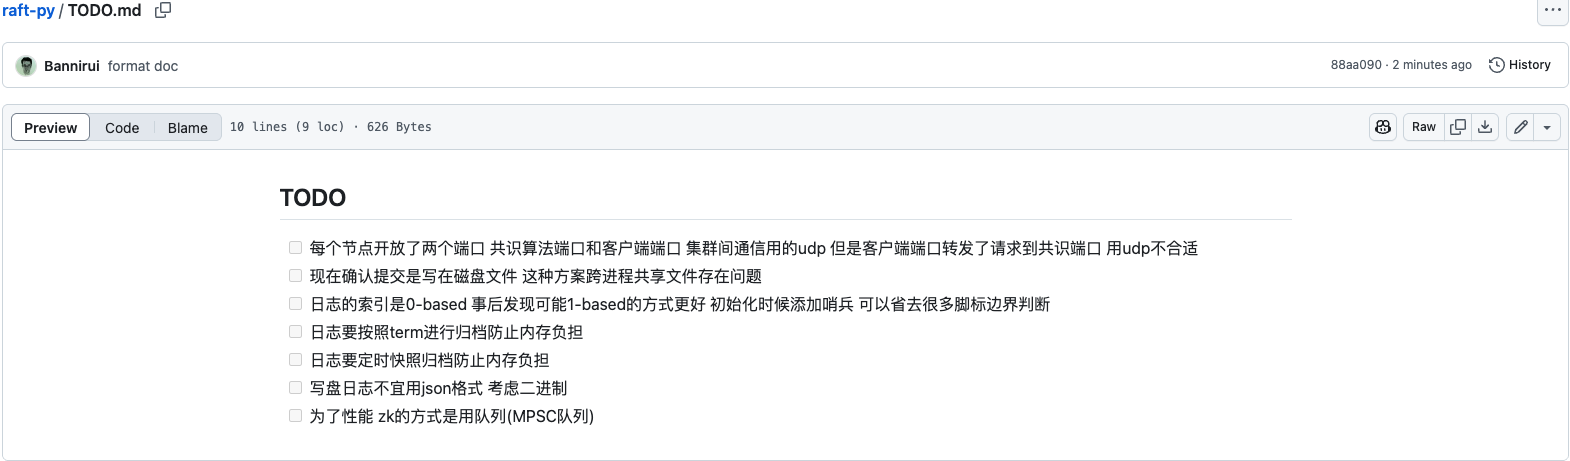 raft-py / TODO.md
Bannirui format doc 88aa090 · 2 minutes ago History
Preview Code Blame 10 lines (9 loc) · 626 Bytes Raw
TODO
每个节点开放了两个端口 共识算法端口和客户端端口 集群间通信用的udp 但是客户端端口转发了请求到共识端口 用udp不合适
现在确认提交是写在磁盘文件 这种方案跨进程共享文件存在问题
日志的索引是0-based 事后发现可能1-based的方式更好 初始化时候添加哨兵 可以省去很多脚标边界判断
日志要按照term进行归档防止内存负担
日志要定时快照归档防止内存负担
写盘日志不宜用json格式 考虑二进制
为了性能 zk的方式是用队列(MPSC队列)